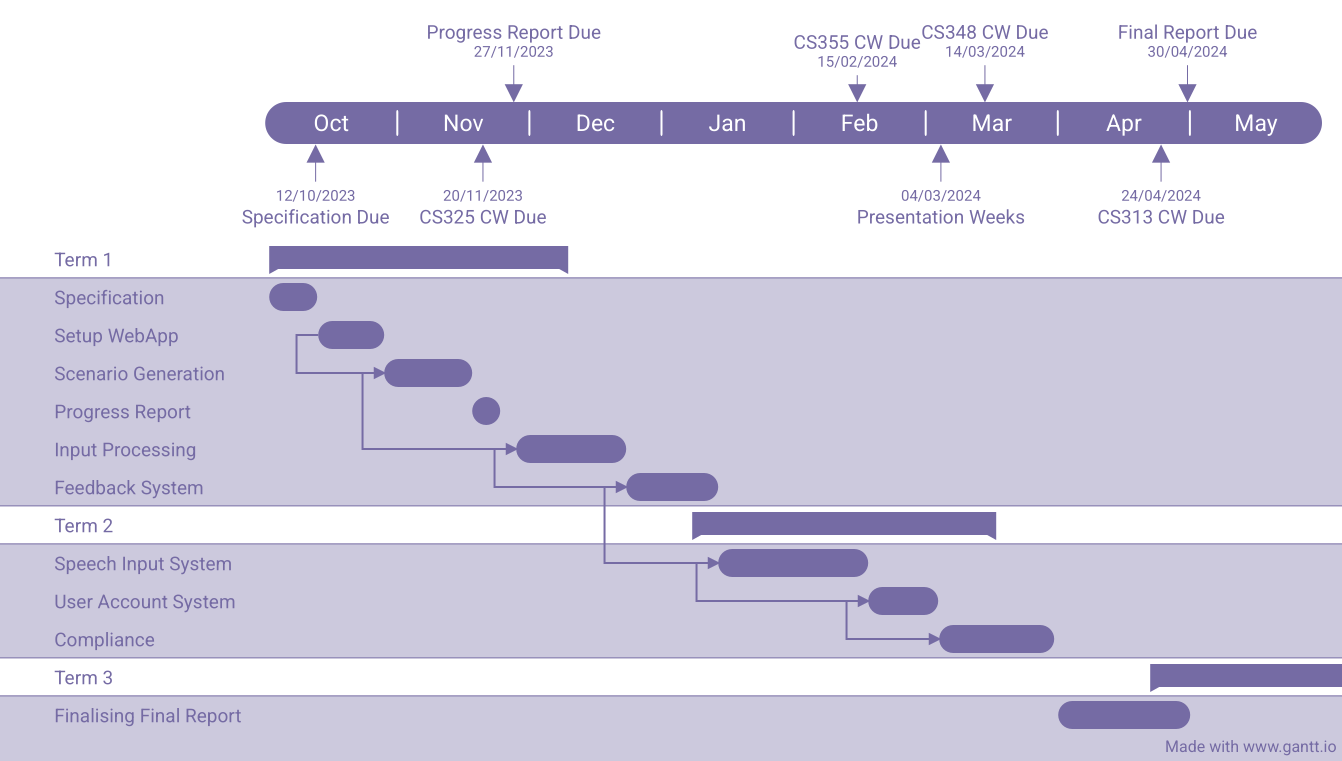 Progress Report Due
27/11/2023
CS355 CW Due
15/02/2024
CS348 CW Due
14/03/2024
Final Report Due
30/04/2024
Oct
Nov
Dec
Jan
Feb
Mar
Apr
May
12/10/2023
Specification Due
20/11/2023
CS325 CW Due
04/03/2024
Presentation Weeks
24/04/2024
CS313 CW Due
Term 1
Specification
Setup WebApp
Scenario Generation
Progress Report
Input Processing
Feedback System
Term 2
Speech Input System
User Account System
Compliance
Term 3
Finalising Final Report
Made with www.gantt.io